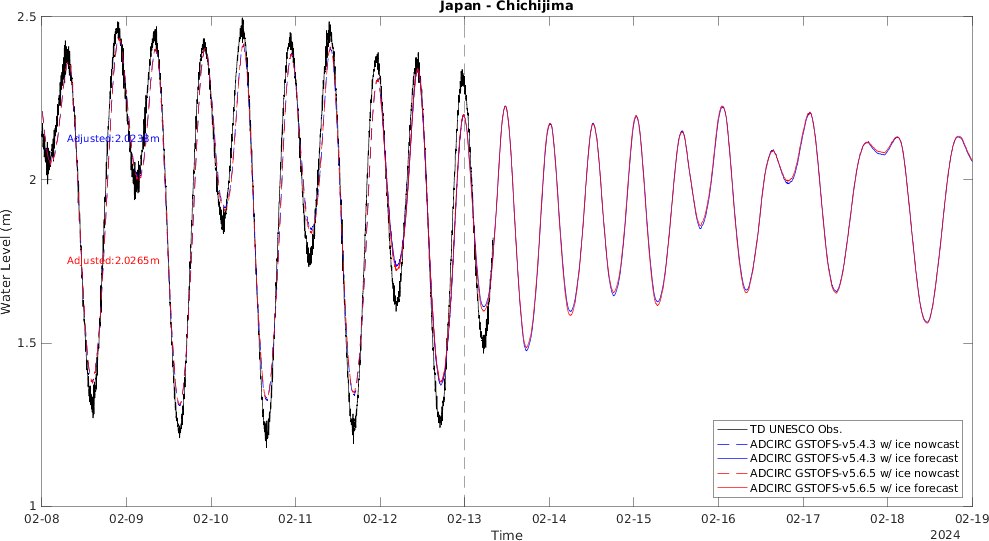 Japan - Chichijima
Water Level (m)
2.5
2
1.5
1
Adjusted:2.0233m
Adjusted:2.0265m
TD UNESCO Obs.
ADCIRC GSTOFS-v5.4.3 w/ ice nowcast
ADCIRC GSTOFS-v5.4.3 w/ ice forecast
ADCIRC GSTOFS-v5.6.5 w/ ice nowcast
ADCIRC GSTOFS-v5.6.5 w/ ice forecast
02-08 02-09 02-10 02-11 02-12 02-13 02-14 02-15 02-16 02-17 02-18 02-19
Time
2024